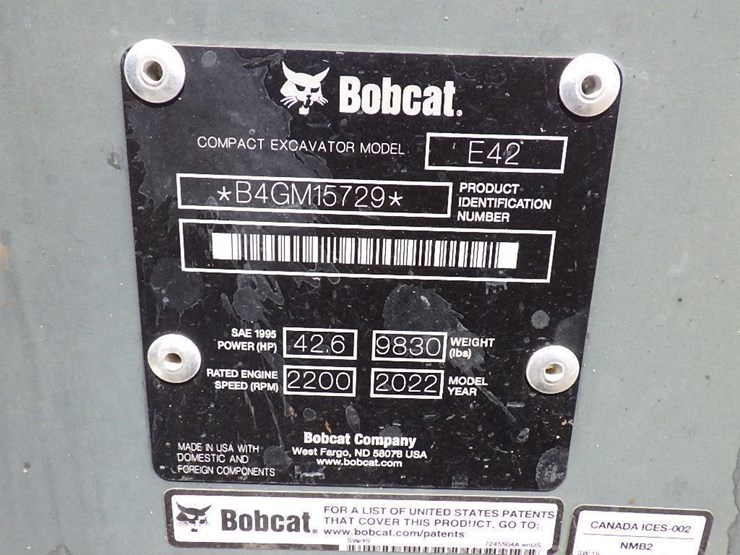 Bobcat.
COMPACT EXCAVATOR MODEL E42
*B4GM15729*
PRODUCT
IDENTIFICATION
NUMBER
SAE 1995
POWER (HP) 42.6
9830 WEIGHT
(lbs)
RATED ENGINE
SPEED (RPM) 2200
2022 MODEL
YEAR
MADE IN USA WITH
DOMESTIC AND
FOREIGN COMPONENTS
Bobcat Company
West Fargo, ND 58078 USA
www.bobcat.com
Bobcat.
FOR A LIST OF UNITED STATES PATENTS
THAT COVER THIS PRODUCT, GO TO:
www.bobcat.com/patents
7245504A enUS
CANADA ICES-002
NMB2